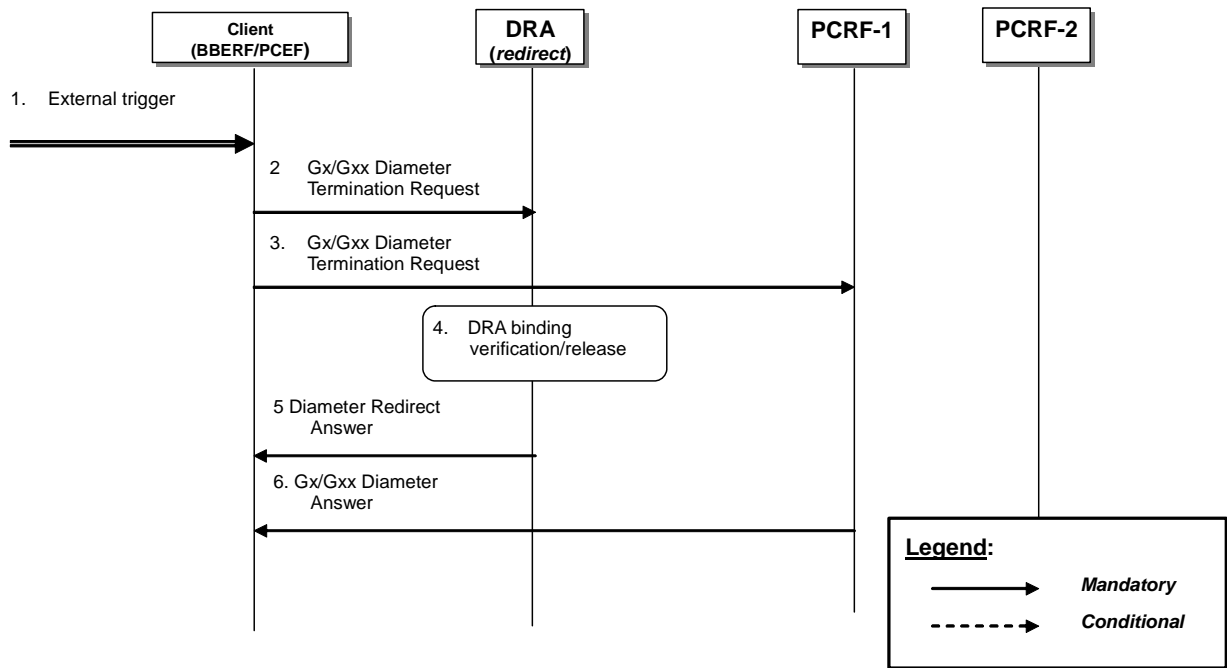 Client
(BBERF/PCEF)
DRA
(redirect)
PCRF-1
PCRF-2
1. External trigger
2 Gx/Gxx Diameter
Termination Request
3. Gx/Gxx Diameter
Termination Request
4. DRA binding
verification/release
5 Diameter Redirect
Answer
6. Gx/Gxx Diameter
Answer
Legend:
Mandatory
Conditional